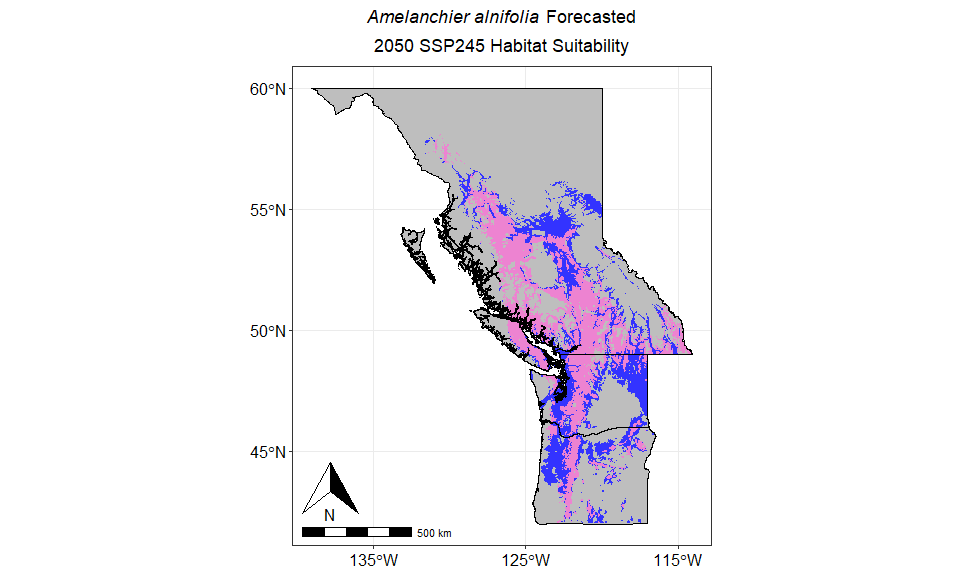 Amelanchier alnifolia Forecasted
2050 SSP245 Habitat Suitability
60°N
55°N
50°N
45°N
N
500 km
135°W
125°W
115°W